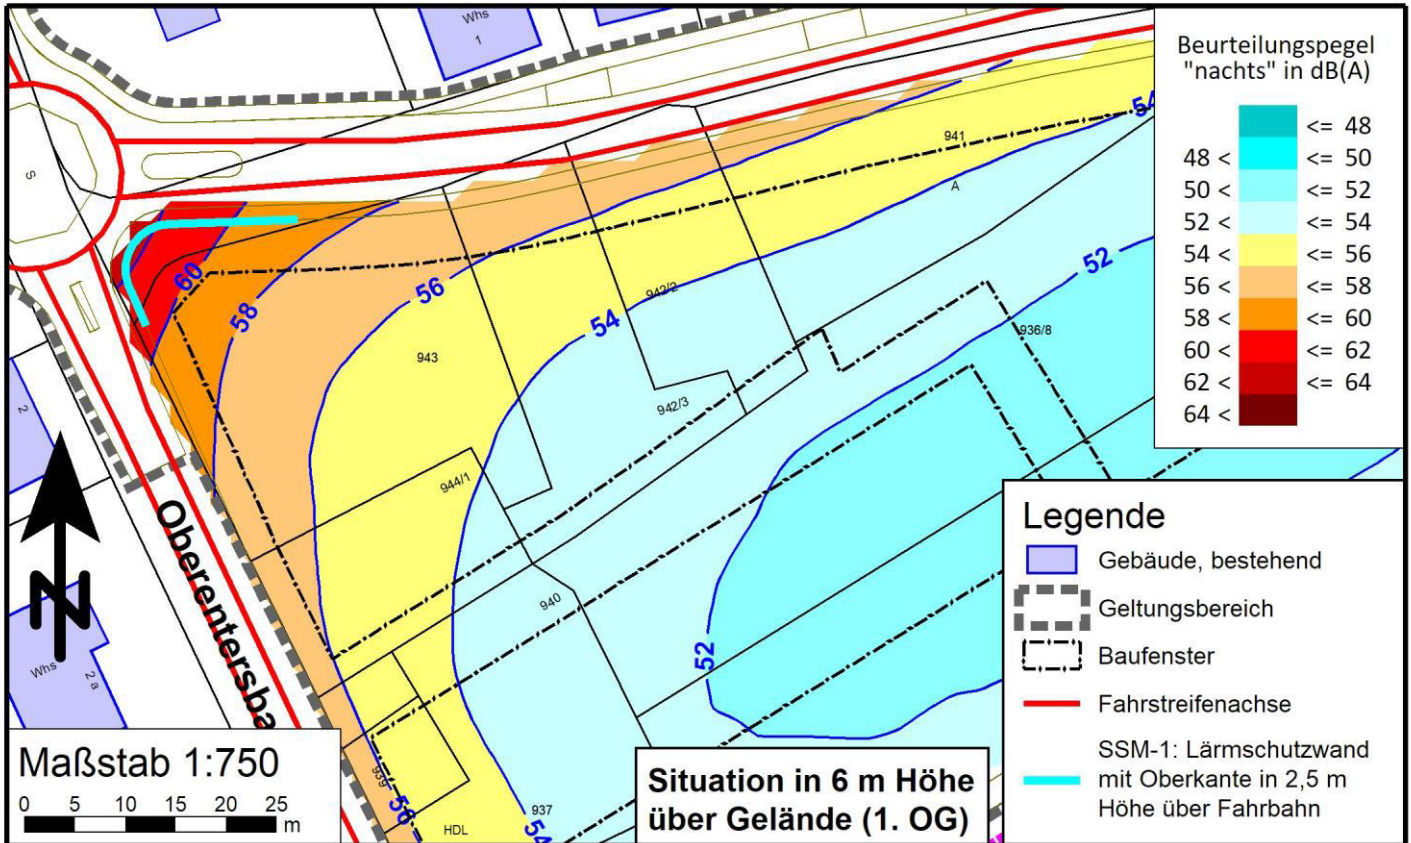 Whs
1
Beurteilungspegel
"nachts" in dB(A)
<= 48
48 < <= 50
50 < <= 52
52 < <= 54
54 < <= 56
56 < <= 58
58 < <= 60
60 < <= 62
62 < <= 64
64 <
54
941
A
S
60
58
56
54
52
942/2
936/8
943
942/3
2
944/1
Oberentersba
940
52
Whs
2 a
939
56
HDL
937
54
Maßstab 1:750
0 5 10 15 20 25
m
N
Situation in 6 m Höhe
über Gelände (1. OG)
Legende
Gebäude, bestehend
Geltungsbereich
Baufenster
Fahrstreifenachse
SSM-1: Lärmschutzwand
mit Oberkante in 2,5 m
Höhe über Fahrbahn